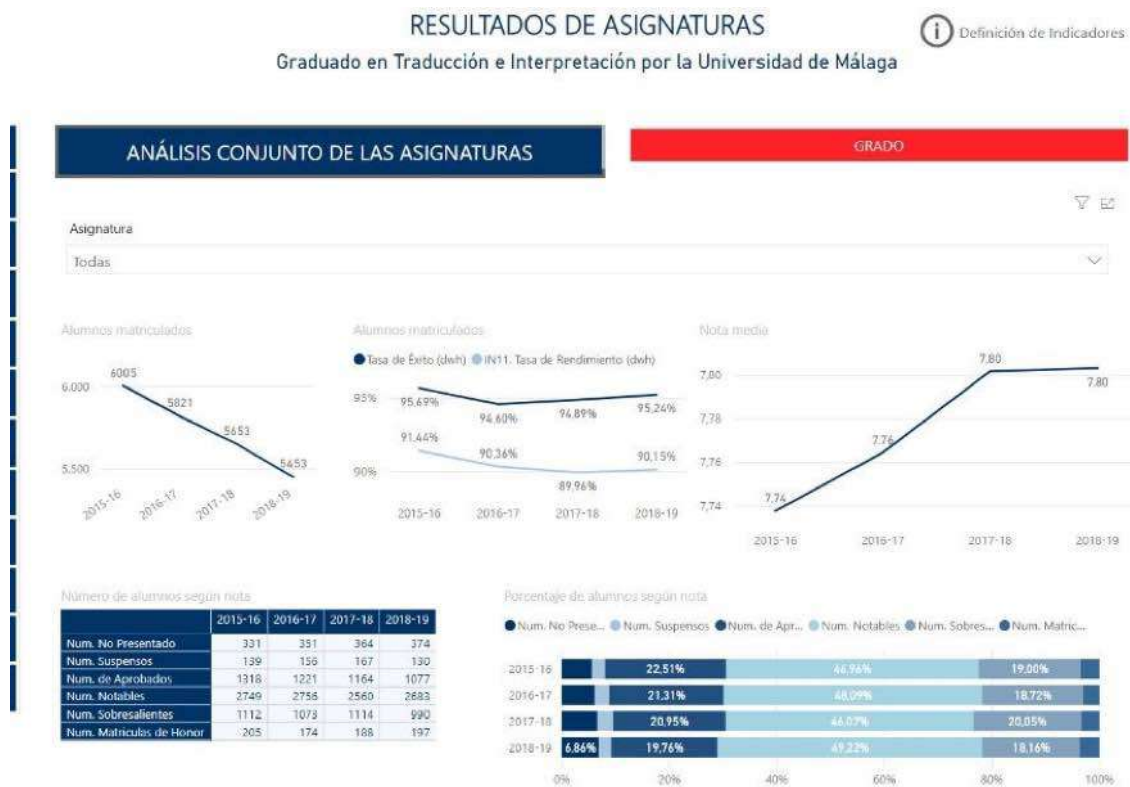 RESULTADOS DE ASIGNATURAS
i Definición de Indicadores
Graduado en Traducción e Interpretación por la Universidad de Málaga
ANÁLISIS CONJUNTO DE LAS ASIGNATURAS
GRADO
Asignatura
Todas
Alumnos matriculados
6.000
5.500
6005
5821
5653
5453
2015-16 2016-17 2017-18 2018-19
Alumnos matriculados
Tasa de Éxito (dwh) IN11. Tasa de Rendimiento (dwh)
95%
95,69% 94,60% 94,89% 95,24%
91,44% 90,36% 89,96% 90,15%
90%
2015-16 2016-17 2017-18 2018-19
Nota media
7,80
7,78
7,76
7,74
7,74 7,76 7,80 7,80
2015-16 2016-17 2017-18 2018-19
Número de alumnos según nota
2015-16 2016-17 2017-18 2018-19
Num. No Presentado 331 351 364 374
Num. Suspensos 139 156 167 130
Num. de Aprobados 1318 1221 1164 1077
Num. Notables 2749 2756 2560 2683
Num. Sobresalientes 1112 1073 1114 990
Num. Matriculas de Honor 205 174 188 197
Porcentaje de alumnos según nota
Num. No Prese... Num. Suspensos Num. de Apr... Num. Notables Num. Sobres... Num. Matric...
2015-16 22,51% 46,96% 19,00%
2016-17 21,31% 48,09% 18,72%
2017-18 20,95% 46,07% 20,05%
2018-19 6,86% 19,76% 49,22% 18,16%
0% 20% 40% 60% 80% 100%